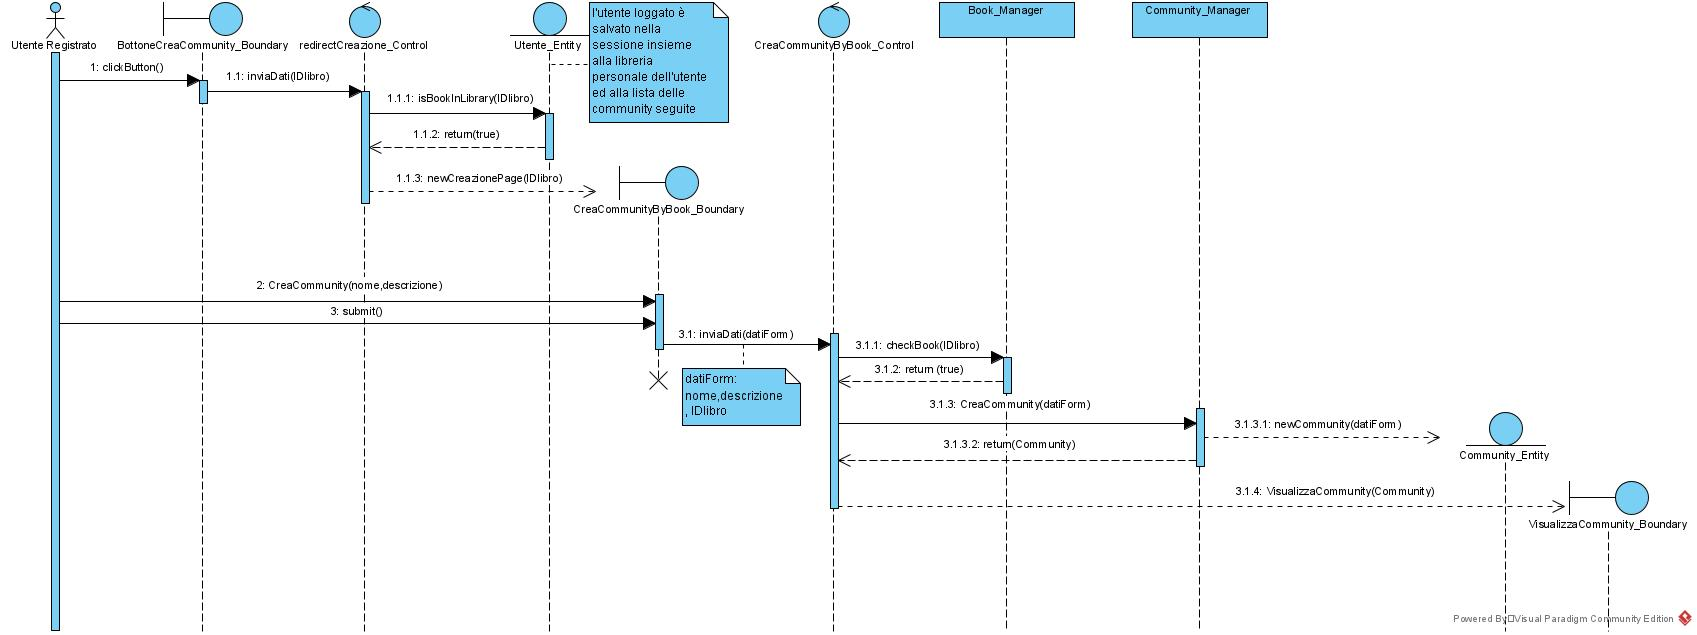 Utente Registrato
BottoneCreaCommunity_Boundary
redirectCreazione_Control
Utente_Entity
l'utente loggato è
salvato nella
sessione insieme
alla libreria
personale dell'utente
ed alla lista delle
community seguite
CreaCommunityByBook_Control
Book_Manager
Community_Manager
1: clickButton()
1.1: inviaDati(IDlibro)
1.1.1: isBookInLibrary(IDlibro)
1.1.2: return(true)
1.1.3: newCreazionePage(IDlibro)
CreaCommunityByBook_Boundary
2: CreaCommunity(nome,descrizione)
3: submit()
3.1: inviaDati(datiForm)
datiForm:
nome,descrizione
, IDlibro
3.1.1: checkBook(IDlibro)
3.1.2: return (true)
3.1.3: CreaCommunity(datiForm)
3.1.3.1: newCommunity(datiForm)
3.1.3.2: return(Community)
Community_Entity
3.1.4: VisualizzaCommunity(Community)
VisualizzaCommunity_Boundary
Powered By Visual Paradigm Community Edition